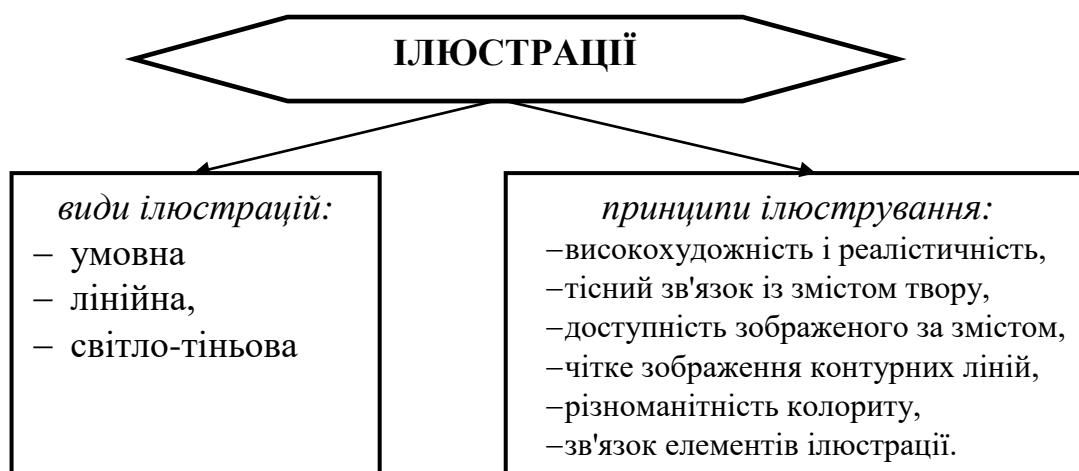 ІЛЮСТРАЦІЇ
види ілюстрацій:
− умовна
− лінійна,
− світло-тіньова
принципи ілюстрування:
−високохудожність і реалістичність,
−тісний зв'язок із змістом твору,
−доступність зображеного за змістом,
−чітке зображення контурних ліній,
−різноманітність колориту,
−зв'язок елементів ілюстрації.